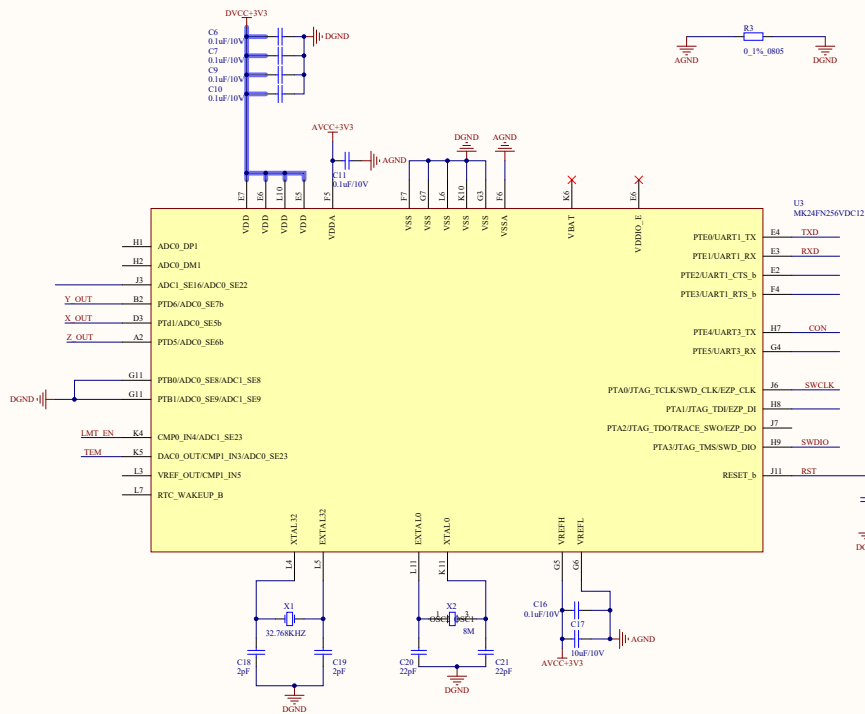 DVCC+3V3
C6
0.1uF/10V
C7
0.1uF/10V
C9
0.1uF/10V
C10
0.1uF/10V
DGND
R3
0_1%_0805
AGND
DGND
AVCC+3V3
C11
0.1uF/10V
AGND
DGND
AGND
E7
E6
L10
E5
F5
F7
G7
L6
K10
G3
F6
K6
E6
VDD
VDD
VDD
VDD
VDDA
VSS
VSS
VSS
VSS
VSS
VSSA
VBAT
VDDIO_E
U3
MK24FN256VDC12
H1 ADC0_DP1
H2 ADC0_DM1
J3 ADC1_SE16/ADC0_SE22
Y_OUT B2 PTD6/ADC0_SE7b
X_OUT D3 PTd1/ADC0_SE5b
Z_OUT A2 PTD5/ADC0_SE6b
G11 PTB0/ADC0_SE8/ADC1_SE8
DGND G11 PTB1/ADC0_SE9/ADC1_SE9
LMT_EN K4 CMP0_IN4/ADC1_SE23
TEM K5 DAC0_OUT/CMP1_IN3/ADC0_SE23
L3 VREF_OUT/CMP1_IN5
L7 RTC_WAKEUP_B
PTE0/UART1_TX E4 TXD
PTE1/UART1_RX E3 RXD
PTE2/UART1_CTS_b E2
PTE3/UART1_RTS_b F4
PTE4/UART3_TX H7 CON
PTE5/UART3_RX G4
PTA0/JTAG_TCLK/SWD_CLK/EZP_CLK J6 SWCLK
PTA1/JTAG_TDI/EZP_DI H8
PTA2/JTAG_TDO/TRACE_SWO/EZP_DO J7
PTA3/JTAG_TMS/SWD_DIO H9 SWDIO
RESET_b J11 RST
XTAL32
EXTAL32
EXTAL0
XTAL0
VREFH
VREFL
L4
L5
L11
K11
G5
G6
X1
32.768KHZ
C18
2pF
C19
2pF
DGND
1
X2
3
OSC2
OSC1
8M
C20
22pF
C21
22pF
DGND
C16
0.1uF/10V
C17
10uF/10V
AGND
AVCC+3V3